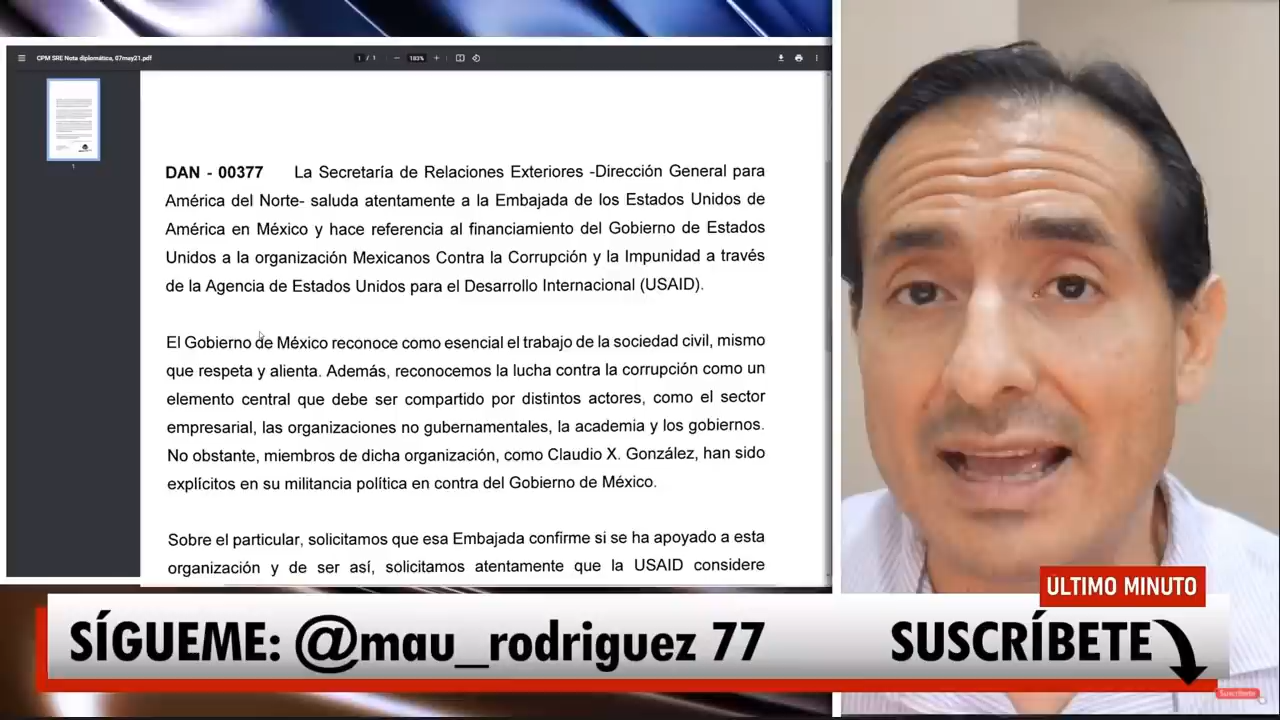 CPM SRE Nota diplomática, 07may21.pdf
1 / 1
183%
DAN - 00377 La Secretaría de Relaciones Exteriores -Dirección General para
América del Norte- saluda atentamente a la Embajada de los Estados Unidos de
América en México y hace referencia al financiamiento del Gobierno de Estados
Unidos a la organización Mexicanos Contra la Corrupción y la Impunidad a través
de la Agencia de Estados Unidos para el Desarrollo Internacional (USAID).
El Gobierno de México reconoce como esencial el trabajo de la sociedad civil, mismo
que respeta y alienta. Además, reconocemos la lucha contra la corrupción como un
elemento central que debe ser compartido por distintos actores, como el sector
empresarial, las organizaciones no gubernamentales, la academia y los gobiernos.
No obstante, miembros de dicha organización, como Claudio X. González, han sido
explícitos en su militancia política en contra del Gobierno de México.
Sobre el particular, solicitamos que esa Embajada confirme si se ha apoyado a esta
organización y de ser así, solicitamos atentamente que la USAID considere
1
ULTIMO MINUTO
SÍGUEME: @mau_rodriguez 77
SUSCRÍBETE
Suscríbete